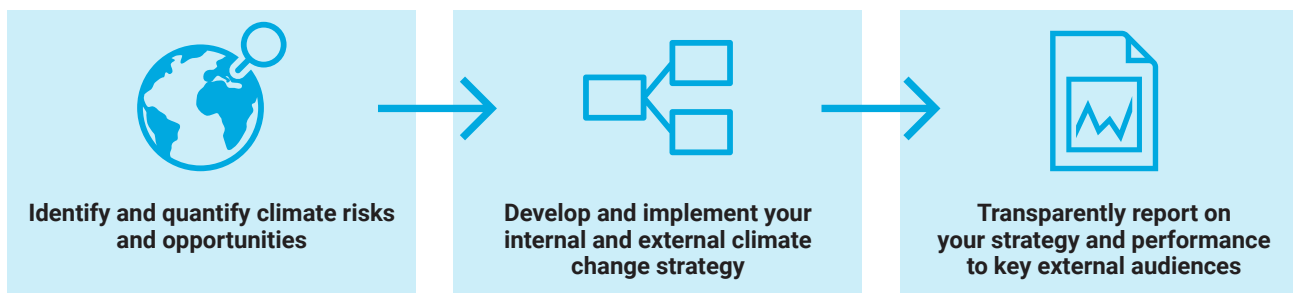 Identify and quantify climate risks
and opportunities
Develop and implement your
internal and external climate
change strategy
Transparently report on
your strategy and performance
to key external audiences